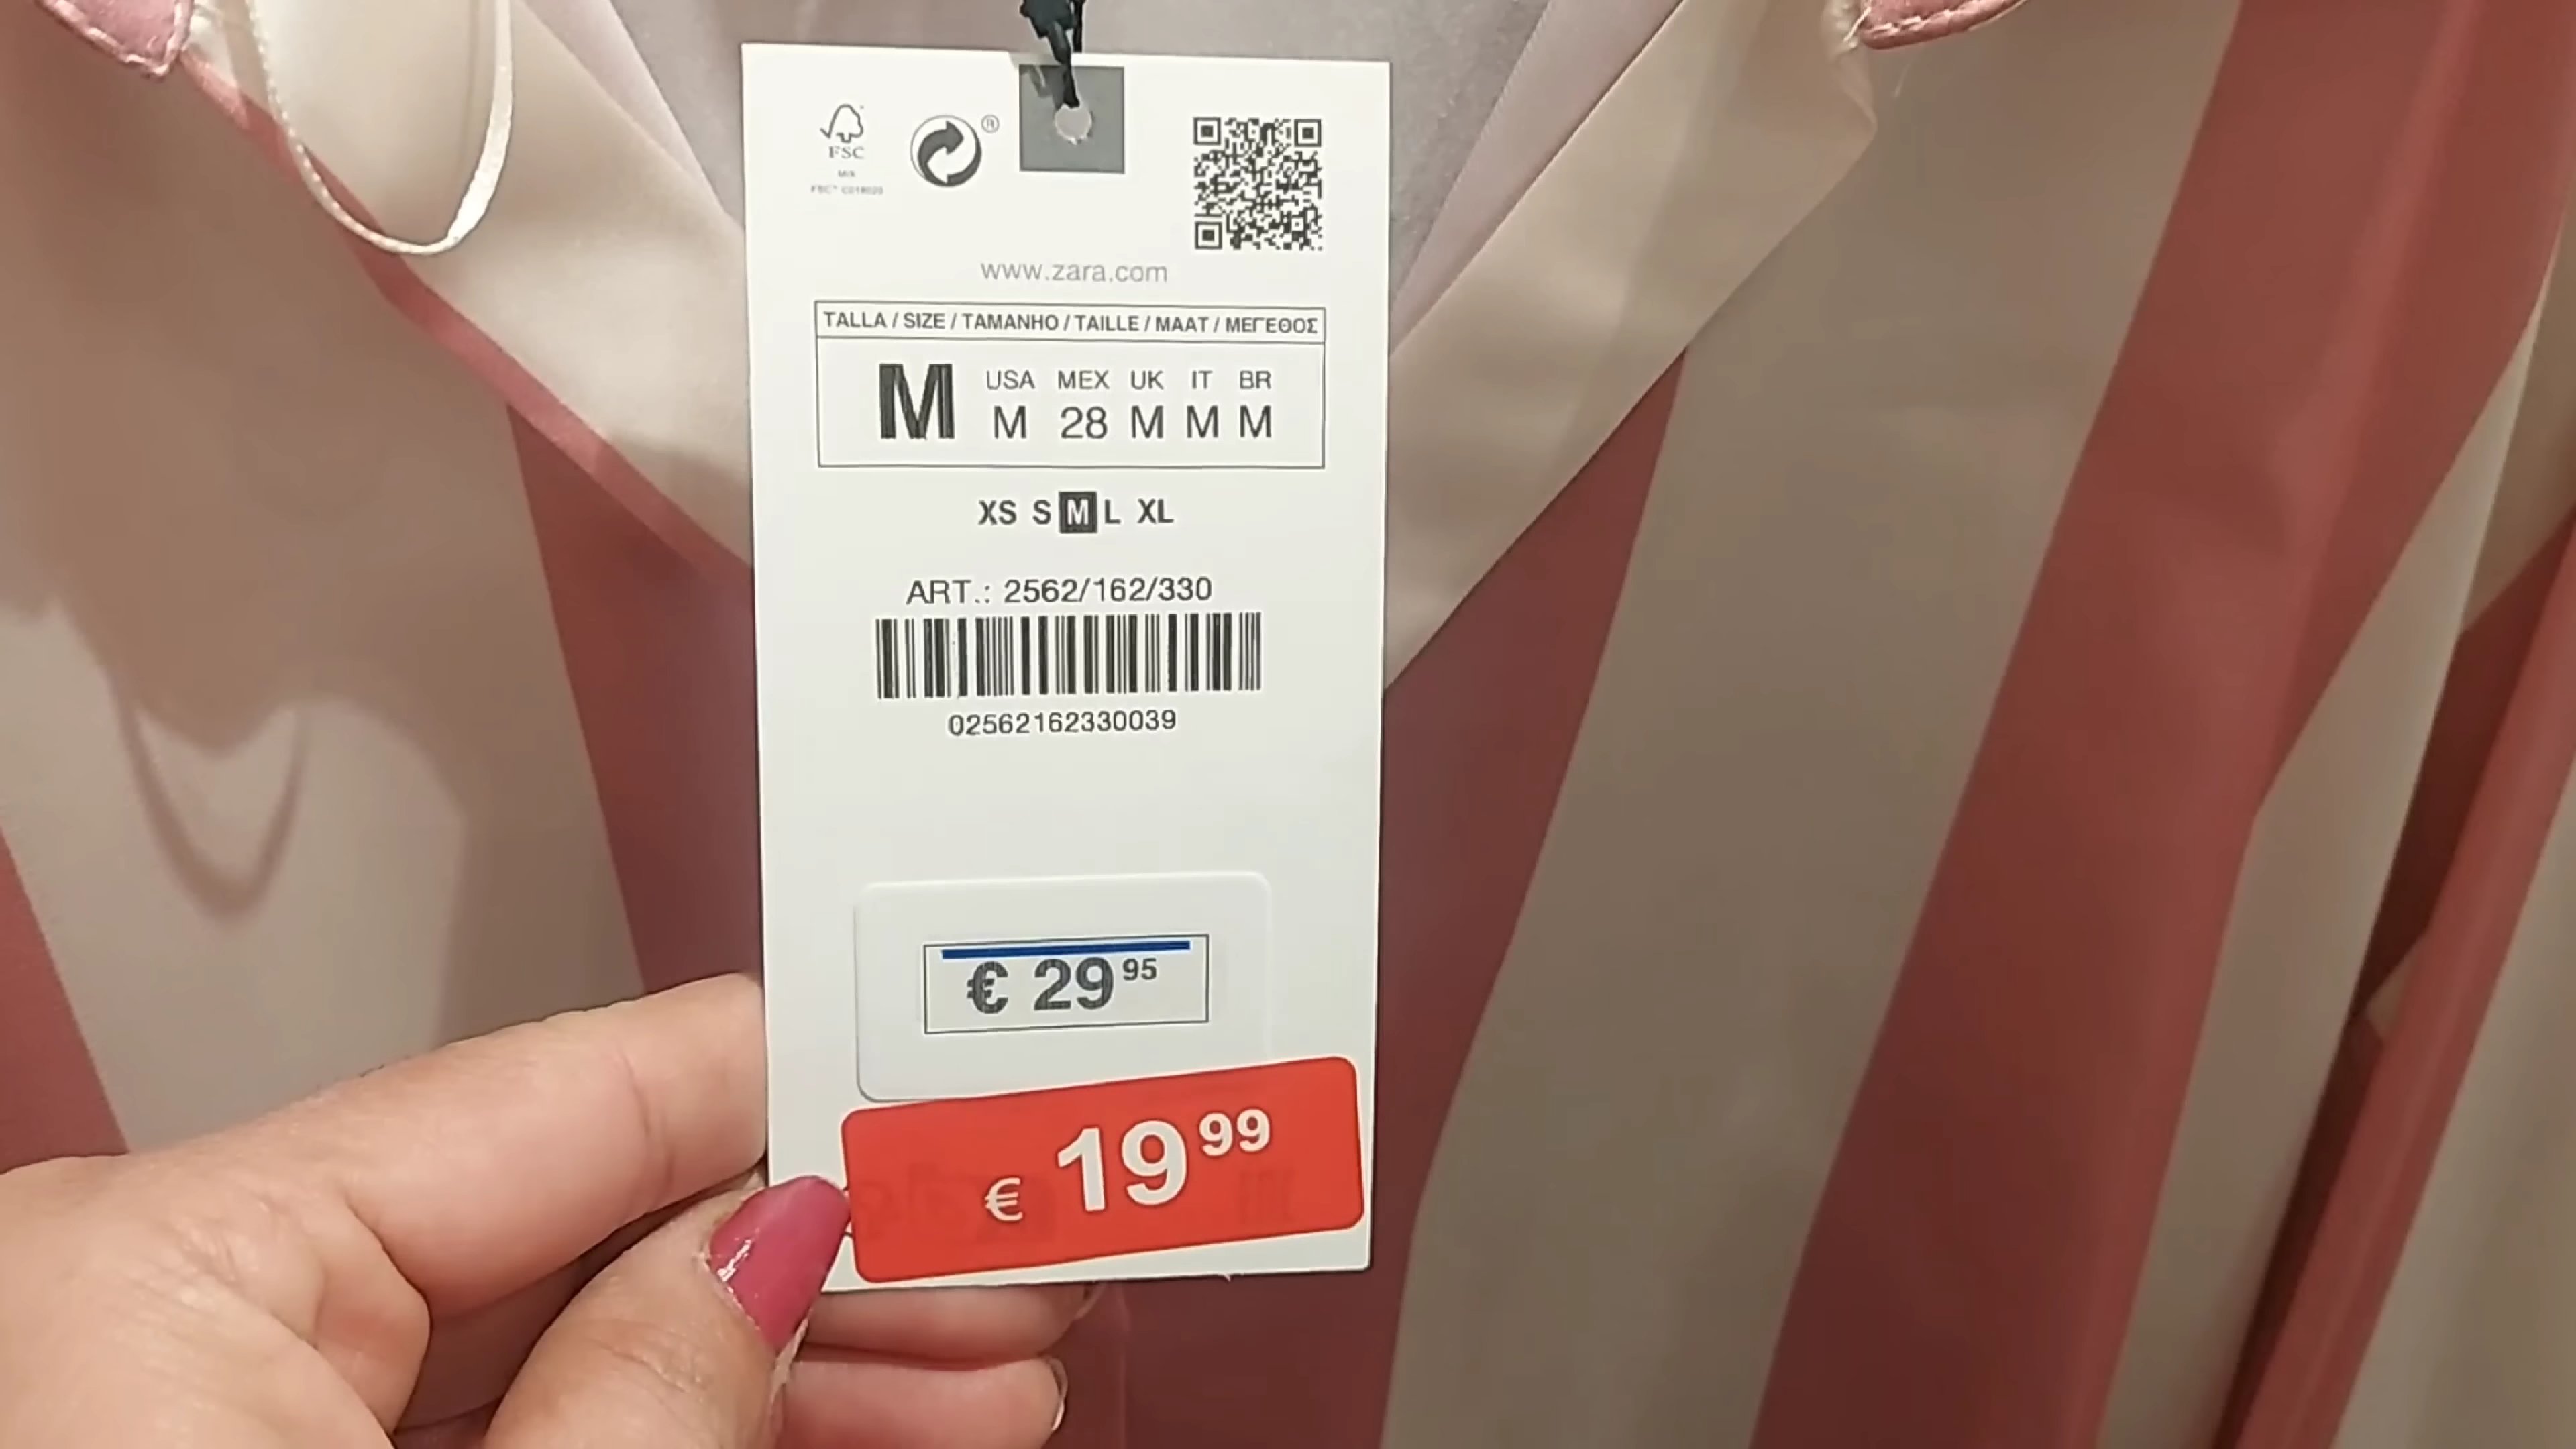 FSC
®
www.zara.com
TALLA / SIZE / TAMANHO / TAILLE / MAAT / ΜΕΓΕΘΟΣ
M USA MEX UK IT BR
M 28 M M M
XS S M L XL
ART.: 2562/162/330
02562162330039
€ 29 95
€ 19 99